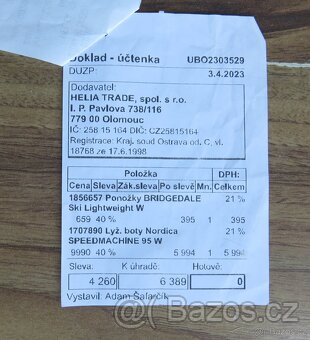 Doklad - účtenka UBO2303529
DUZP: 3.4.2023
Dodavatel:
HELIA TRADE, spol. s r.o.
I. P. Pavlova 738/116
779 00 Olomouc
IČ: 258 15 164 DIČ: CZ25815164
Registrace: Kraj. soud Ostrava od. C, vl.
18768 ze 17.6.1998
Položka DPH:
Cena Sleva Zák.sleva Po slevě Mn. Celkem
1856657 Ponožky BRIDGEDALE 21 %
Ski Lightweight W
659 40 % 395 1 395
1707890 Lyž. boty Nordica 21 %
SPEEDMACHINE 95 W
9990 40 % 5 994 1 5 994
Sleva: K úhradě: Hotově:
4 260 6 389 0
Vystavil: Adam Šafarčík
Bazos.cz